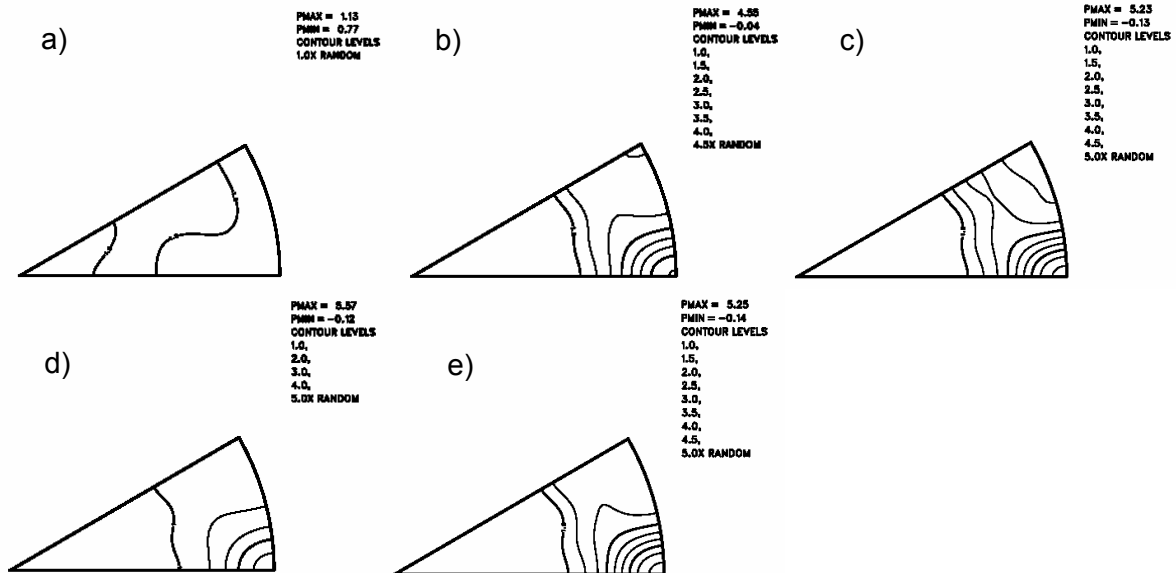 a)
PMAX = 1.13
PMIN = 0.77
CONTOUR LEVELS
1.0X RANDOM
b)
PMAX = 4.55
PMIN = -0.04
CONTOUR LEVELS
1.0,
1.5,
2.0,
2.5,
3.0,
3.5,
4.0,
4.5X RANDOM
c)
PMAX = 5.23
PMIN = -0.13
CONTOUR LEVELS
1.0,
1.5,
2.0,
2.5,
3.0,
3.5,
4.0,
4.5,
5.0X RANDOM
d)
PMAX = 5.57
PMIN = -0.12
CONTOUR LEVELS
1.0,
2.0,
3.0,
4.0,
5.0X RANDOM
e)
PMAX = 5.25
PMIN = -0.14
CONTOUR LEVELS
1.0,
1.5,
2.0,
2.5,
3.0,
3.5,
4.0,
4.5,
5.0X RANDOM